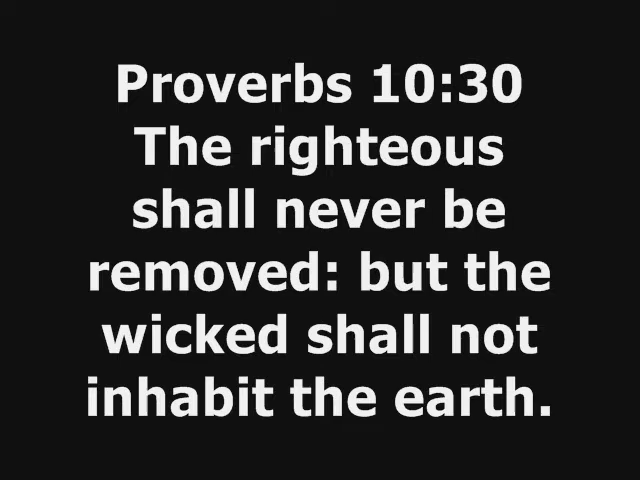 Proverbs 10:30
The righteous
shall never be
removed: but the
wicked shall not
inhabit the earth.